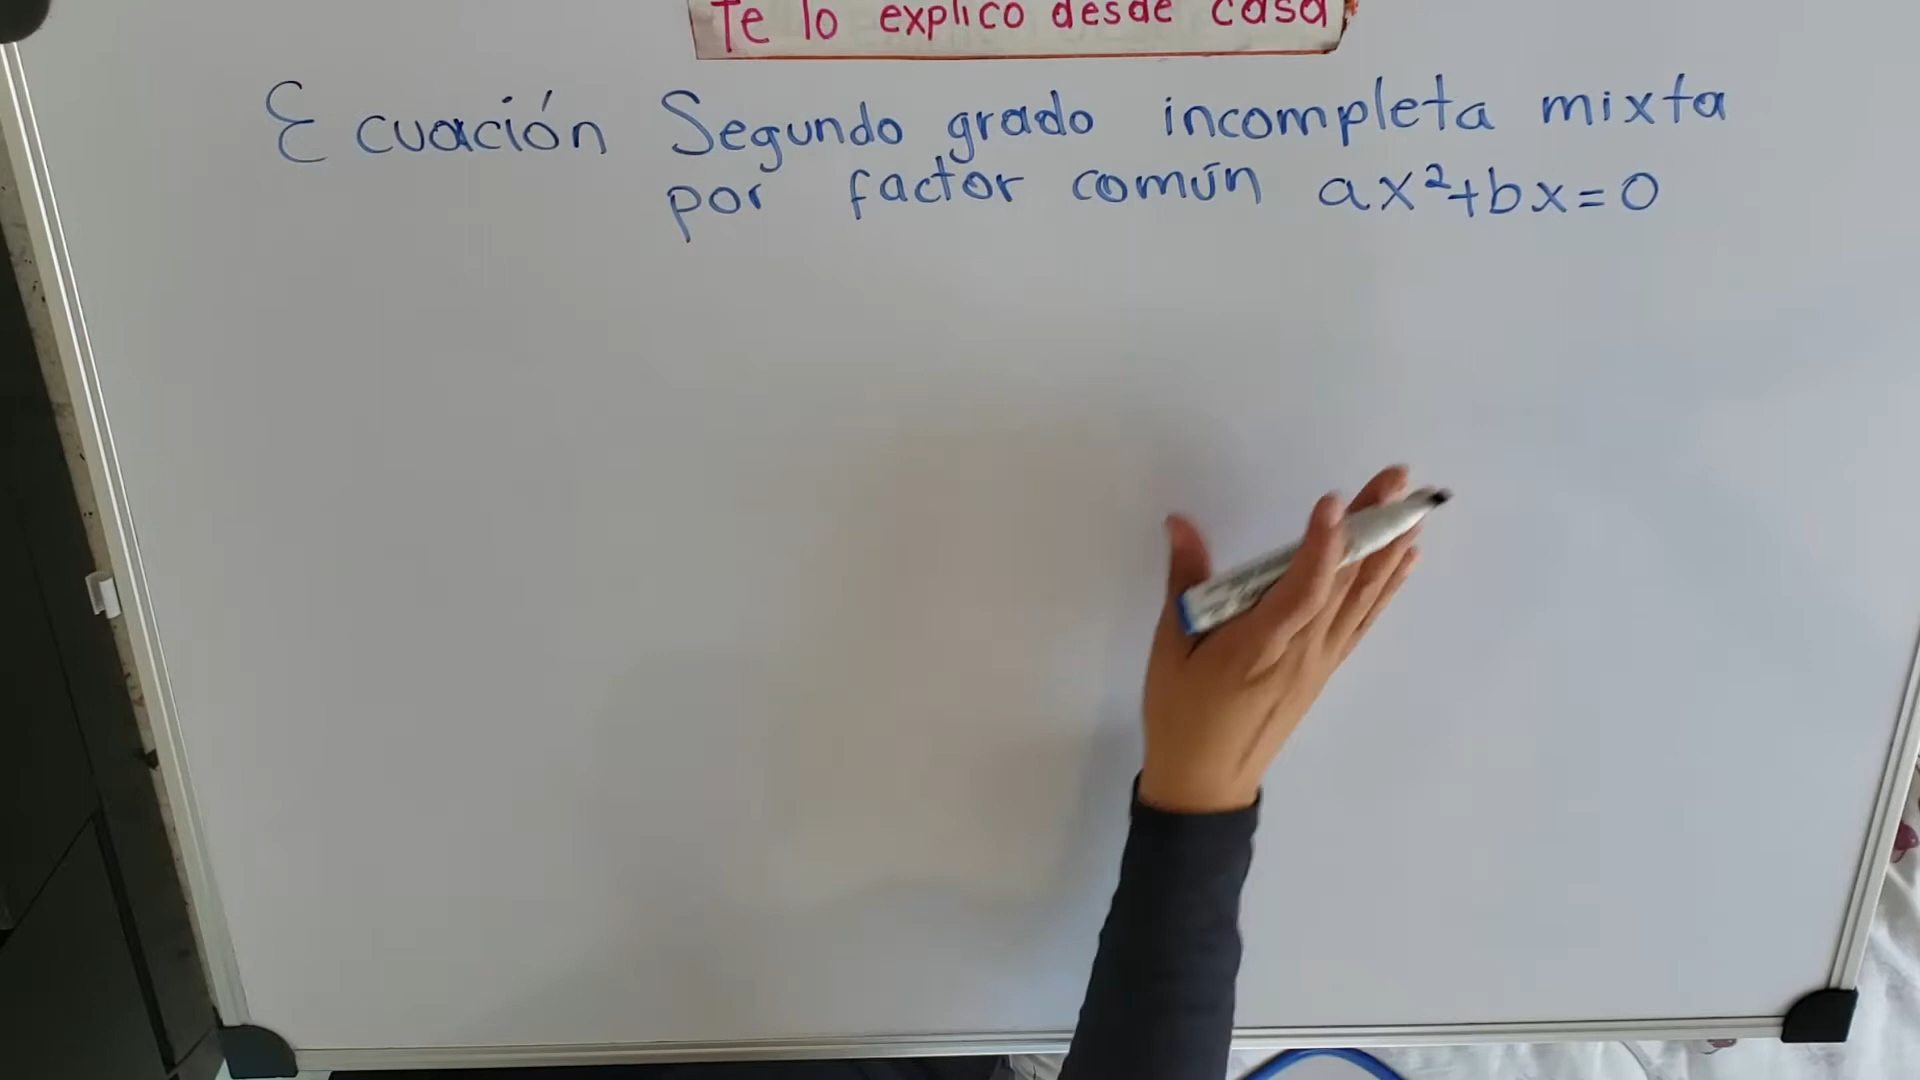 Te lo explico desde casa
Ecuación Segundo grado incompleta mixta
por factor común ax²+bx=0